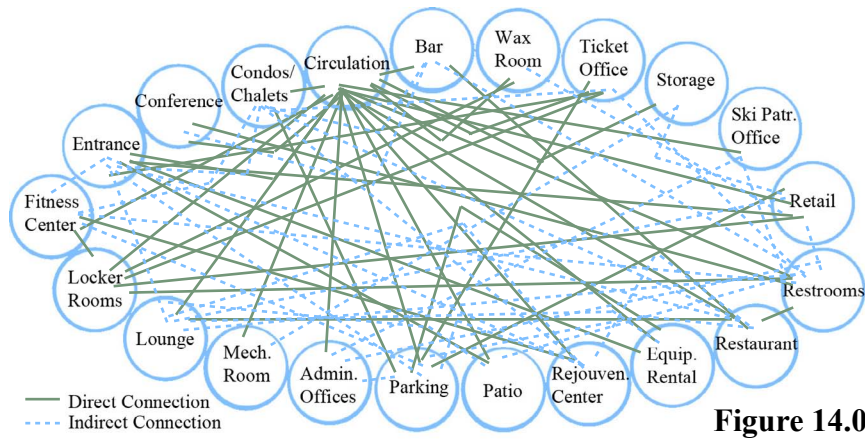 Circulation
Bar
Wax
Room
Ticket
Office
Storage
Ski Patr.
Office
Retail
Restrooms
Restaurant
Equip.
Rental
Rejouven.
Center
Patio
Parking
Admin.
Offices
Mech.
Room
Lounge
Locker
Rooms
Fitness
Center
Entrance
Conference
Condos/
Chalets
Direct Connection
Indirect Connection
Figure 14.0